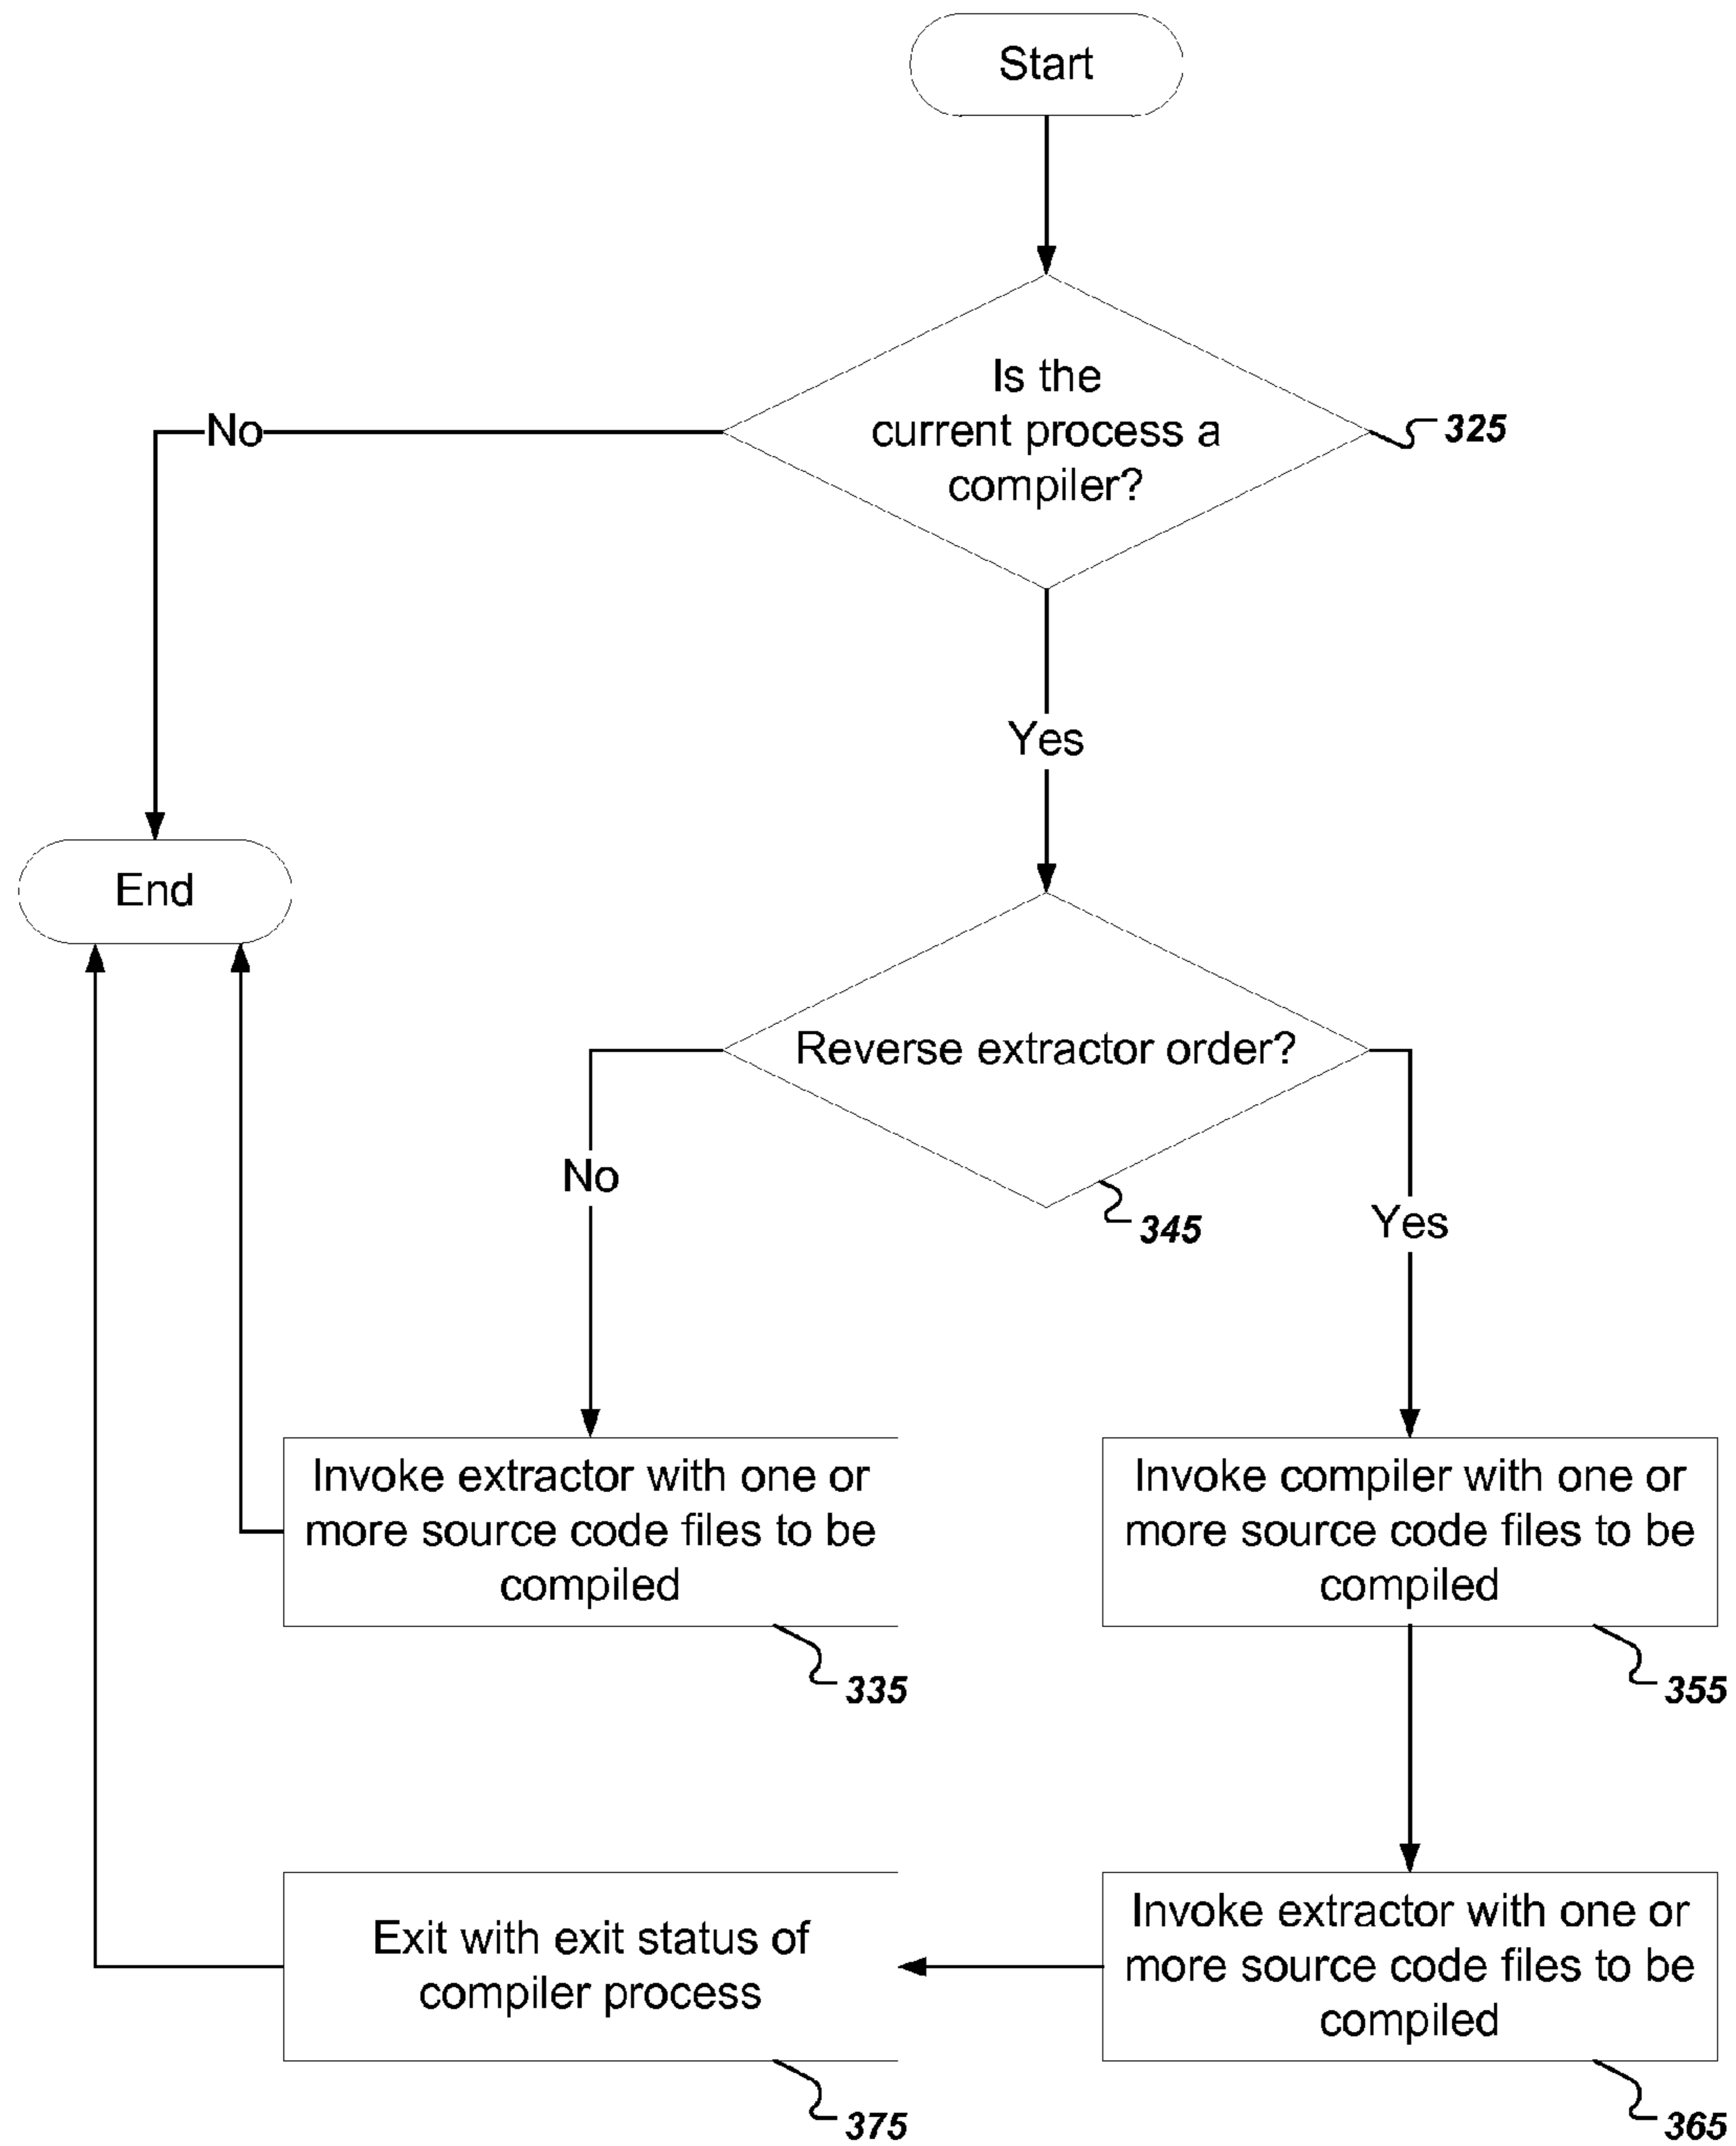 Start
Is the
current process a
compiler?
325
No
Yes
End
Reverse extractor order?
345
No
Yes
Invoke extractor with one or
more source code files to be
compiled
335
Invoke compiler with one or
more source code files to be
compiled
355
Exit with exit status of
compiler process
375
Invoke extractor with one or
more source code files to be
compiled
365